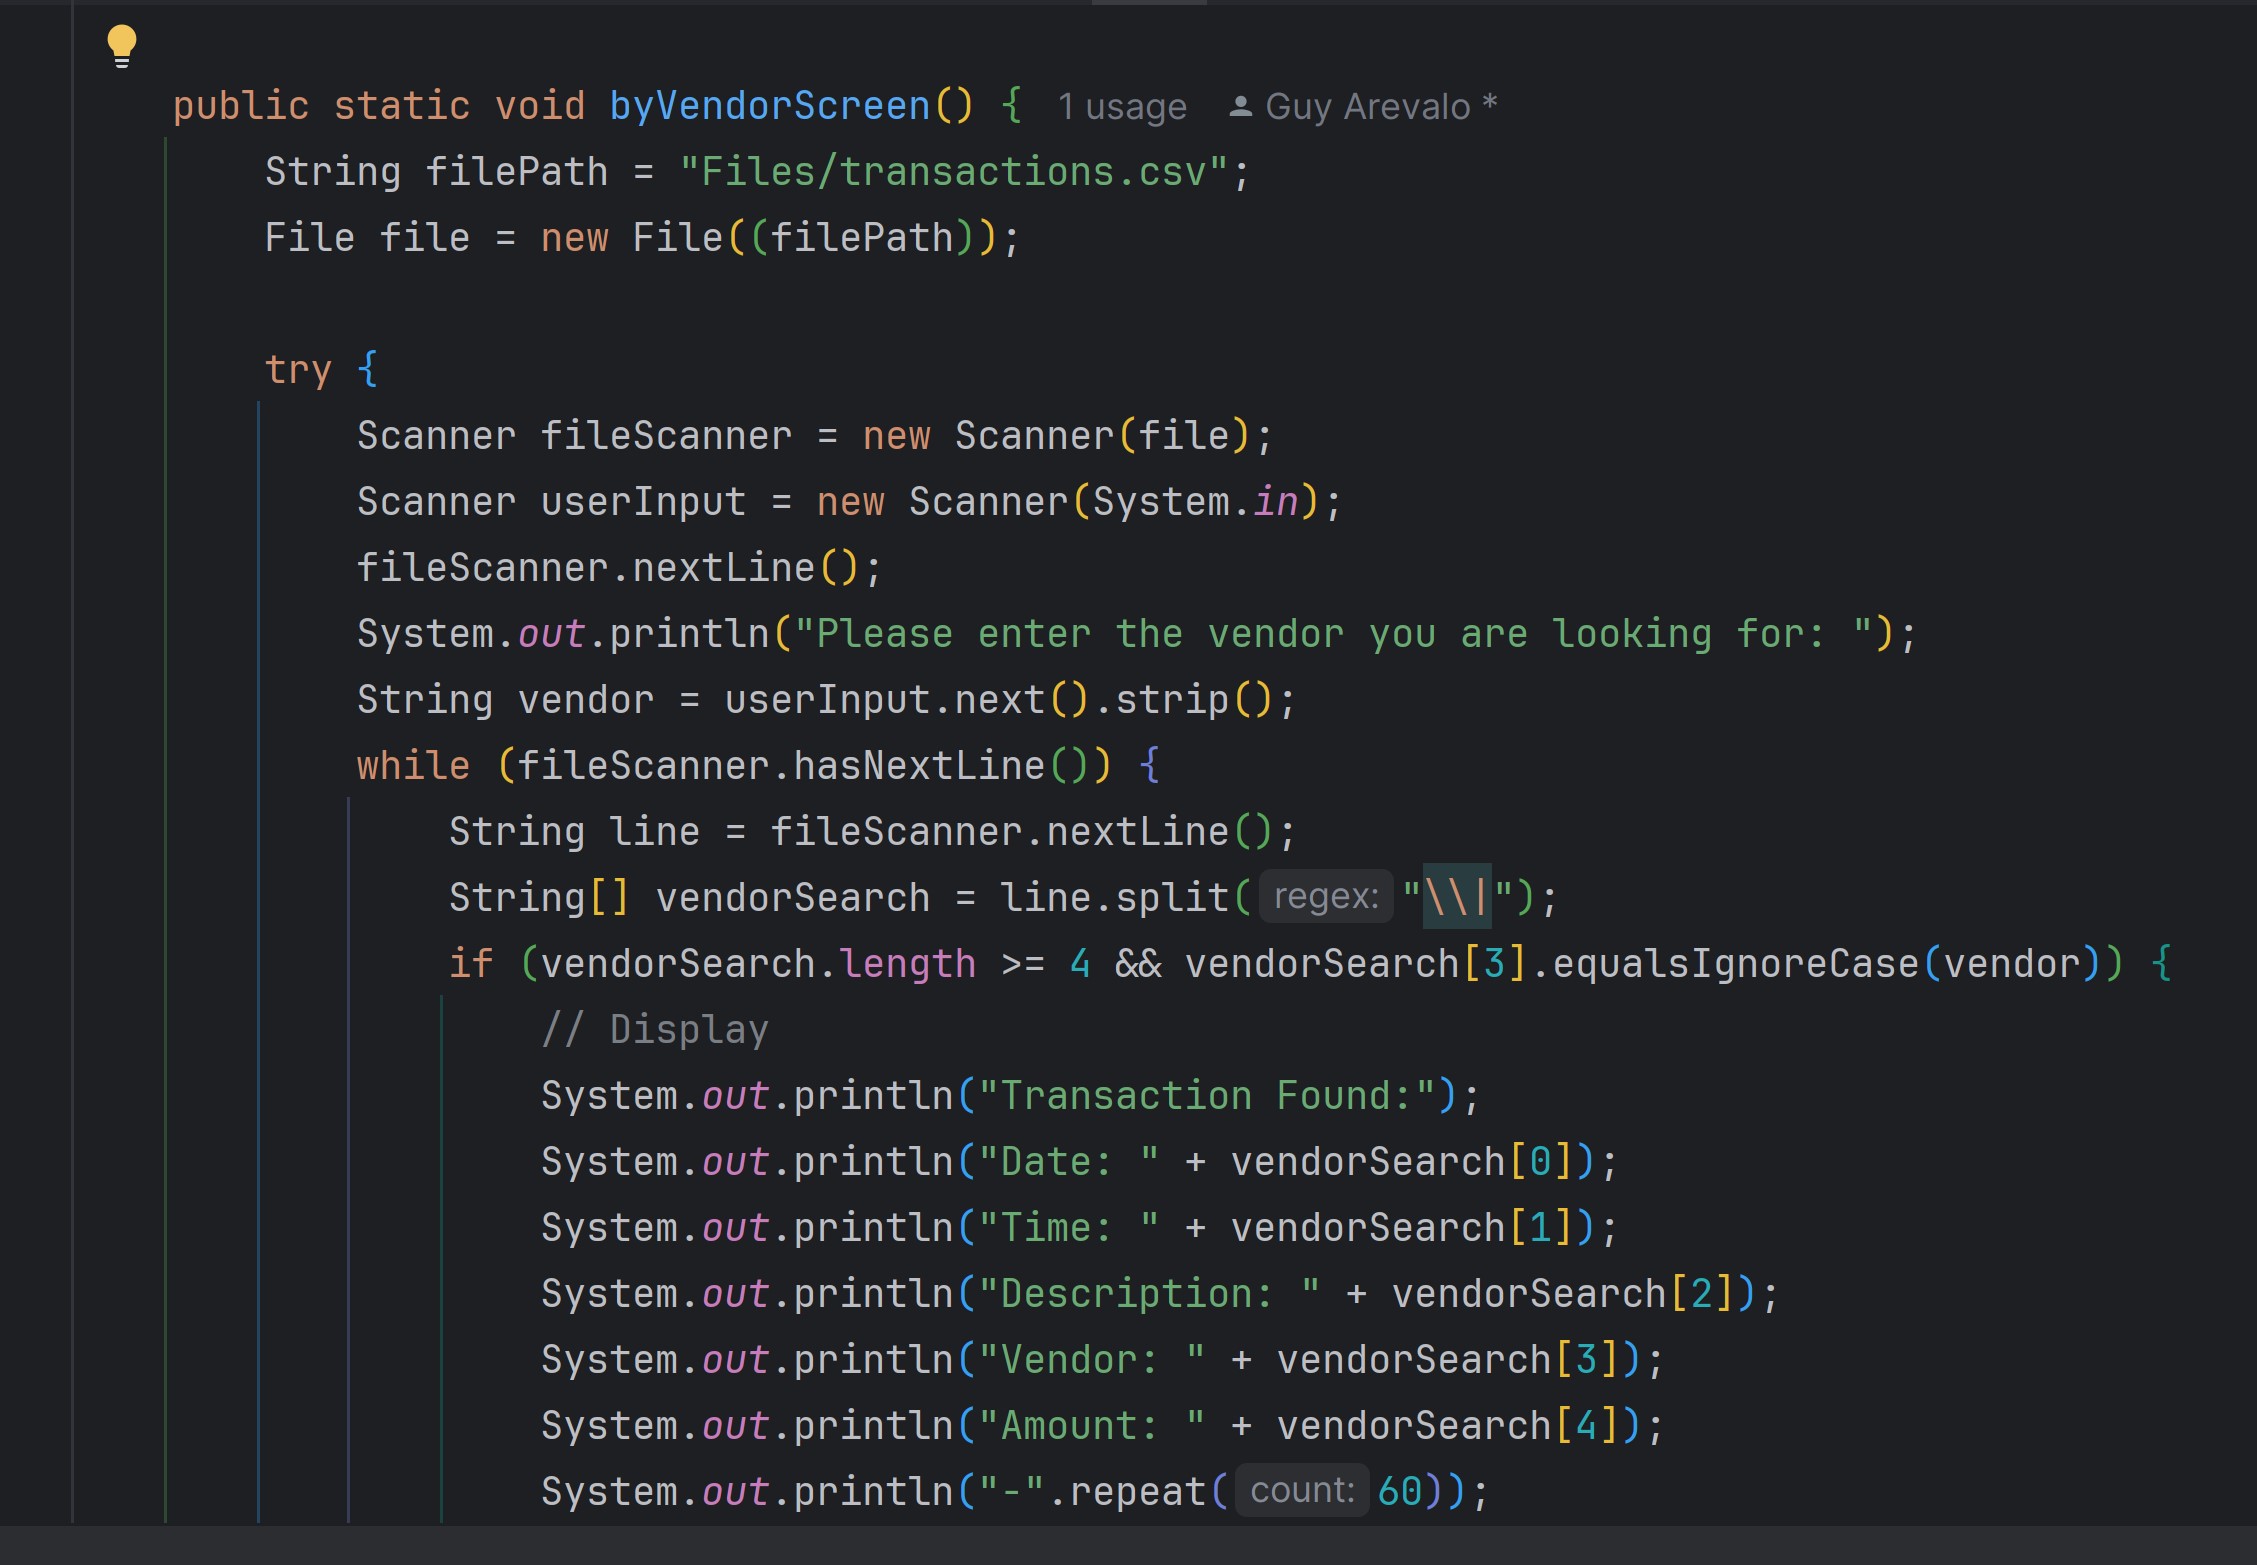 public static void byVendorScreen() { 1 usage Guy Arevalo *
String filePath = "Files/transactions.csv";
File file = new File((filePath));
try {
Scanner fileScanner = new Scanner(file);
Scanner userInput = new Scanner(System.in);
fileScanner.nextLine();
System.out.println("Please enter the vendor you are looking for: ");
String vendor = userInput.next().strip();
while (fileScanner.hasNextLine()) {
String line = fileScanner.nextLine();
String[] vendorSearch = line.split( regex: "\\|");
if (vendorSearch.length >= 4 && vendorSearch[3].equalsIgnoreCase(vendor)) {
// Display
System.out.println("Transaction Found:");
System.out.println("Date: " + vendorSearch[0]);
System.out.println("Time: " + vendorSearch[1]);
System.out.println("Description: " + vendorSearch[2]);
System.out.println("Vendor: " + vendorSearch[3]);
System.out.println("Amount: " + vendorSearch[4]);
System.out.println("-".repeat( count: 60));